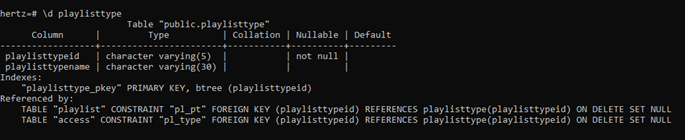 hertz=# \d playlisttype
                     Table "public.playlisttype"
      Column      |         Type          | Collation | Nullable | Default
------------------+-----------------------+-----------+----------+---------
 playlisttypeid   | character varying(5)  |           | not null |
 playlisttypename | character varying(30) |           |          |
Indexes:
    "playlisttype_pkey" PRIMARY KEY, btree (playlisttypeid)
Referenced by:
    TABLE "playlist" CONSTRAINT "pl_pt" FOREIGN KEY (playlisttypeid) REFERENCES playlisttype(playlisttypeid) ON DELETE SET NULL
    TABLE "access" CONSTRAINT "pl_type" FOREIGN KEY (playlisttypeid) REFERENCES playlisttype(playlisttypeid) ON DELETE SET NULL